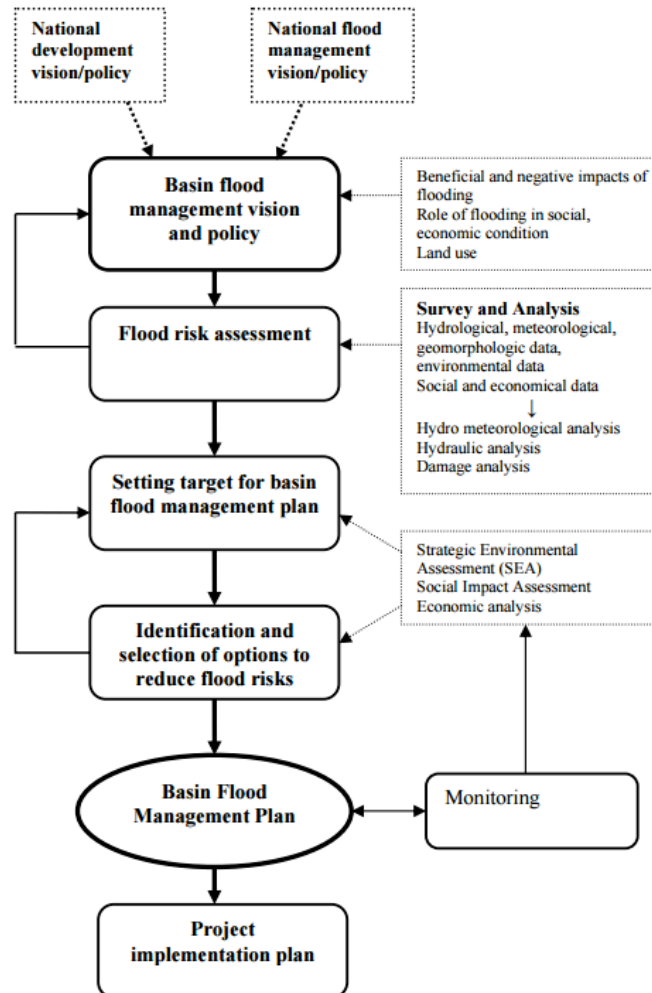 National
development
vision/policy
National flood
management
vision/policy
Basin flood
management vision
and policy
Beneficial and negative impacts of
flooding
Role of flooding in social,
economic condition
Land use
Flood risk assessment
Survey and Analysis
Hydrological, meteorological,
geomorphologic data,
environmental data
Social and economical data
↓
Hydro meteorological analysis
Hydraulic analysis
Damage analysis
Setting target for basin
flood management plan
Strategic Environmental
Assessment (SEA)
Social Impact Assessment
Economic analysis
Identification and
selection of options to
reduce flood risks
Basin Flood
Management Plan
Monitoring
Project
implementation plan